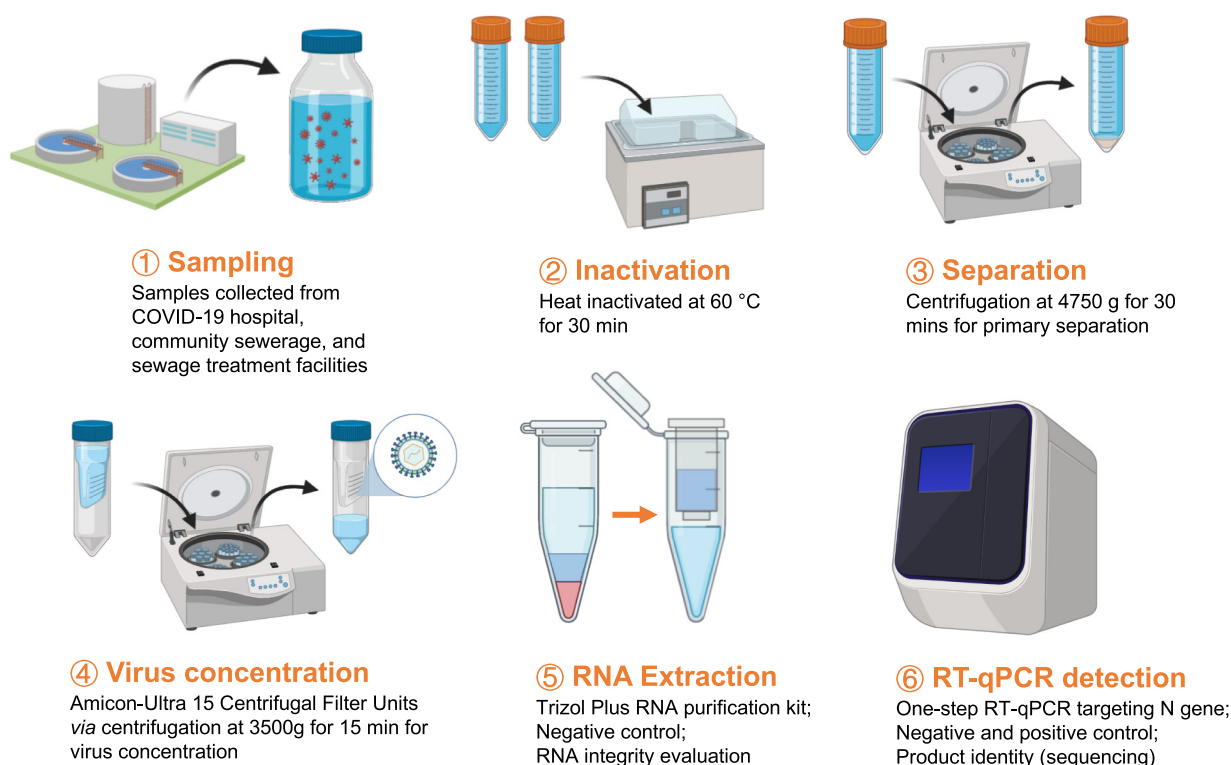 ① Sampling
Samples collected from
COVID-19 hospital,
community sewerage, and
sewage treatment facilities
② Inactivation
Heat inactivated at 60 °C
for 30 min
③ Separation
Centrifugation at 4750 g for 30
mins for primary separation
④ Virus concentration
Amicon-Ultra 15 Centrifugal Filter Units
via centrifugation at 3500g for 15 min for
virus concentration
⑤ RNA Extraction
Trizol Plus RNA purification kit;
Negative control;
RNA integrity evaluation
⑥ RT-qPCR detection
One-step RT-qPCR targeting N gene;
Negative and positive control;
Product identity (sequencing)